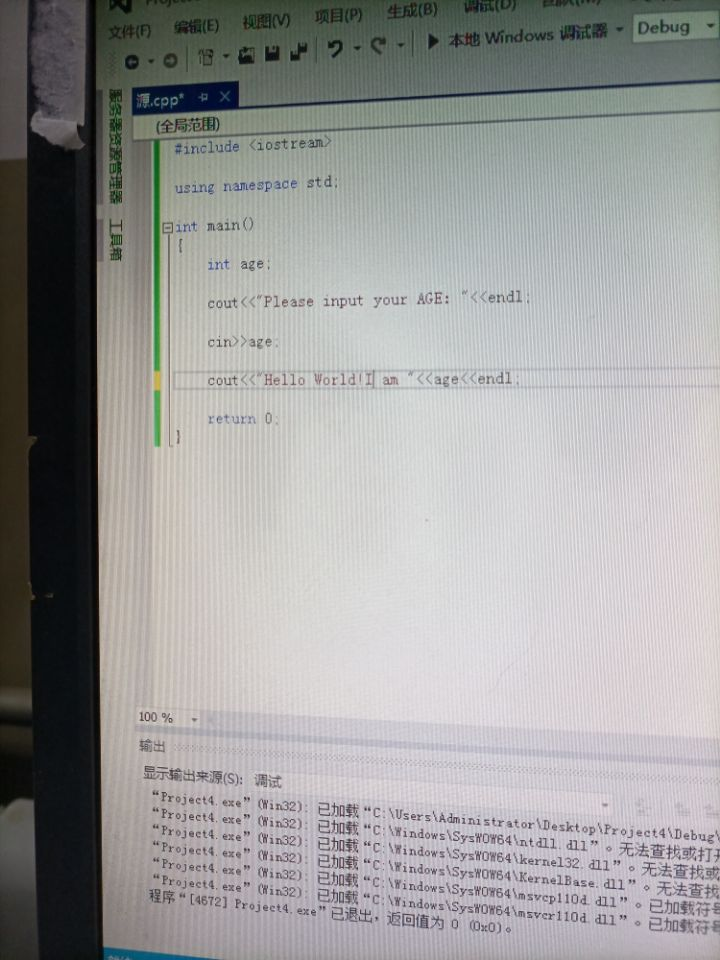 文件(F) 编辑(E) 视图(V) 项目(P) 生成(B) 调试(D)
本地 Windows 调试器 Debug
服务器资源管理器
工具箱
源.cpp*
(全局范围)
#include <iostream>
using namespace std;
int main()
{
int age;
cout<<"Please input your AGE: "<<endl;
cin>>age;
cout<<"Hello World!I am "<<age<<endl;
return 0;
}
100 %
输出
显示输出来源(S): 调试
“Project4.exe”(Win32): 已加载“C:\Users\Administrator\Desktop\Project4\Debug\
“Project4.exe”(Win32): 已加载“C:\Windows\SysWOW64\ntdll.dll”。无法查找或打开
“Project4.exe”(Win32): 已加载“C:\Windows\SysWOW64\kernel32.dll”。无法查找或
“Project4.exe”(Win32): 已加载“C:\Windows\SysWOW64\KernelBase.dll”。无法查找
“Project4.exe”(Win32): 已加载“C:\Windows\SysWOW64\msvcp110d.dll”。已加载符号
“Project4.exe”(Win32): 已加载“C:\Windows\SysWOW64\msvcr110d.dll”。已加载符号
程序“[4672] Project4.exe”已退出，返回值为 0 (0x0)。